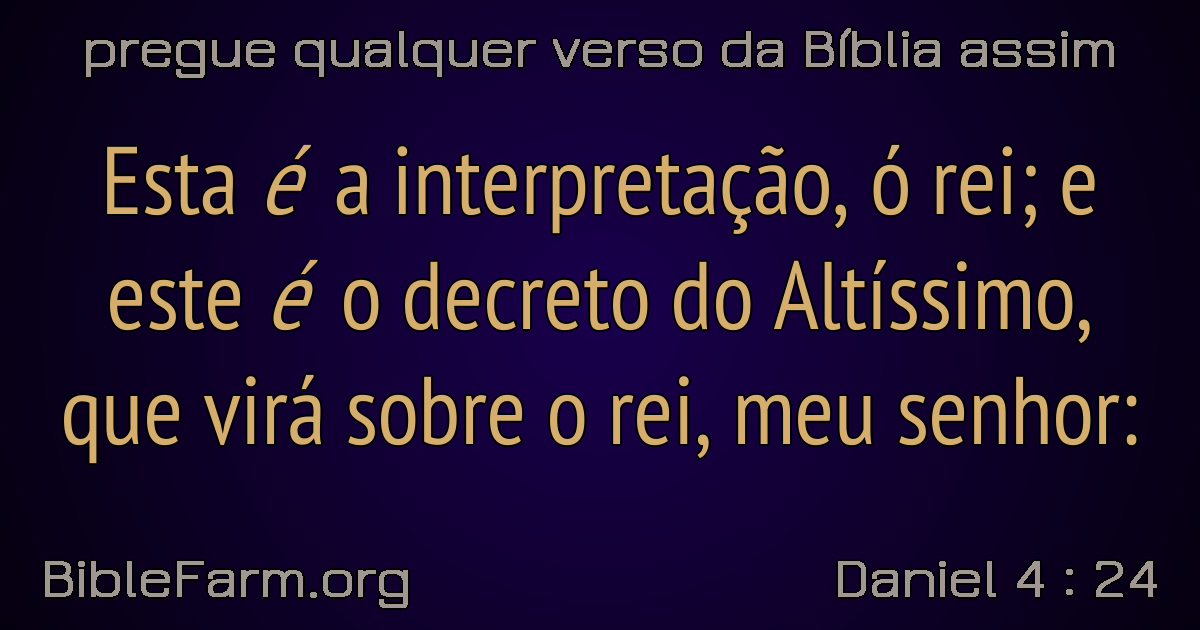 pregue qualquer verso da Bíblia assim
Esta é a interpretação, ó rei; e
este é o decreto do Altíssimo,
que virá sobre o rei, meu senhor:
BibleFarm.org
Daniel 4 : 24